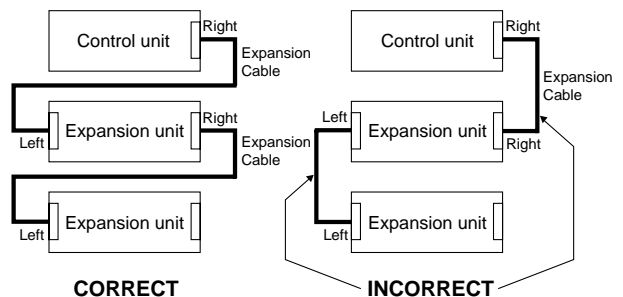 Control unit
Right
Expansion
Cable
Left
Expansion unit
Right
Expansion
Cable
Left
Expansion unit
CORRECT
Control unit
Right
Expansion
Cable
Left
Expansion unit
Right
Left
Expansion unit
INCORRECT